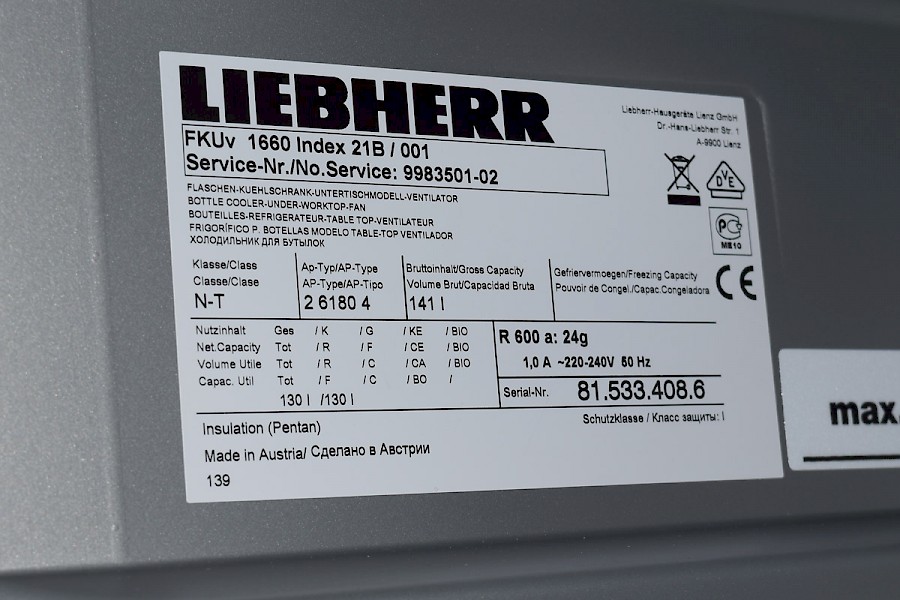 LIEBHERR
Liebherr-Hausgeräte Lienz GmbH
Dr.-Hans-Liebherr Str. 1
A-9900 Lienz
FKUv 1660 Index 21B / 001
Service-Nr./No.Service: 9983501-02
FLASCHEN-KUEHLSCHRANK-UNTERTISCHMODELL-VENTILATOR
BOTTLE COOLER-UNDER-WORKTOP-FAN
BOUTEILLES-REFRIGERATEUR-TABLE TOP-VENTILATEUR
FRIGORÍFICO P. BOTELLAS MODELO TABLE-TOP VENTILADOR
ХОЛОДИЛЬНИК ДЛЯ БУТЫЛОК
DVE
PC
ME10
CE
Klasse/Class
Classe/Clase
N-T
Ap-Typ/AP-Type
AP-Type/AP-Tipo
2 6180 4
Bruttoinhalt/Gross Capacity
Volume Brut/Capacidad Bruta
141 l
Gefriervermoegen/Freezing Capacity
Pouvoir de Congel./Capac.Congeladora
Nutzinhalt Ges / K / G / KE / BIO
Net.Capacity Tot / R / F / CE / BIO
Volume Utile Tot / R / C / CA / BIO
Capac. Util Tot / F / C / BO /
130 l /130 l
R 600 a: 24g
1,0 A ~220-240V 50 Hz
Serial-Nr. 81.533.408.6
Schutzklasse / Класс защиты: I
Insulation (Pentan)
Made in Austria/ Сделано в Австрии
139
max.